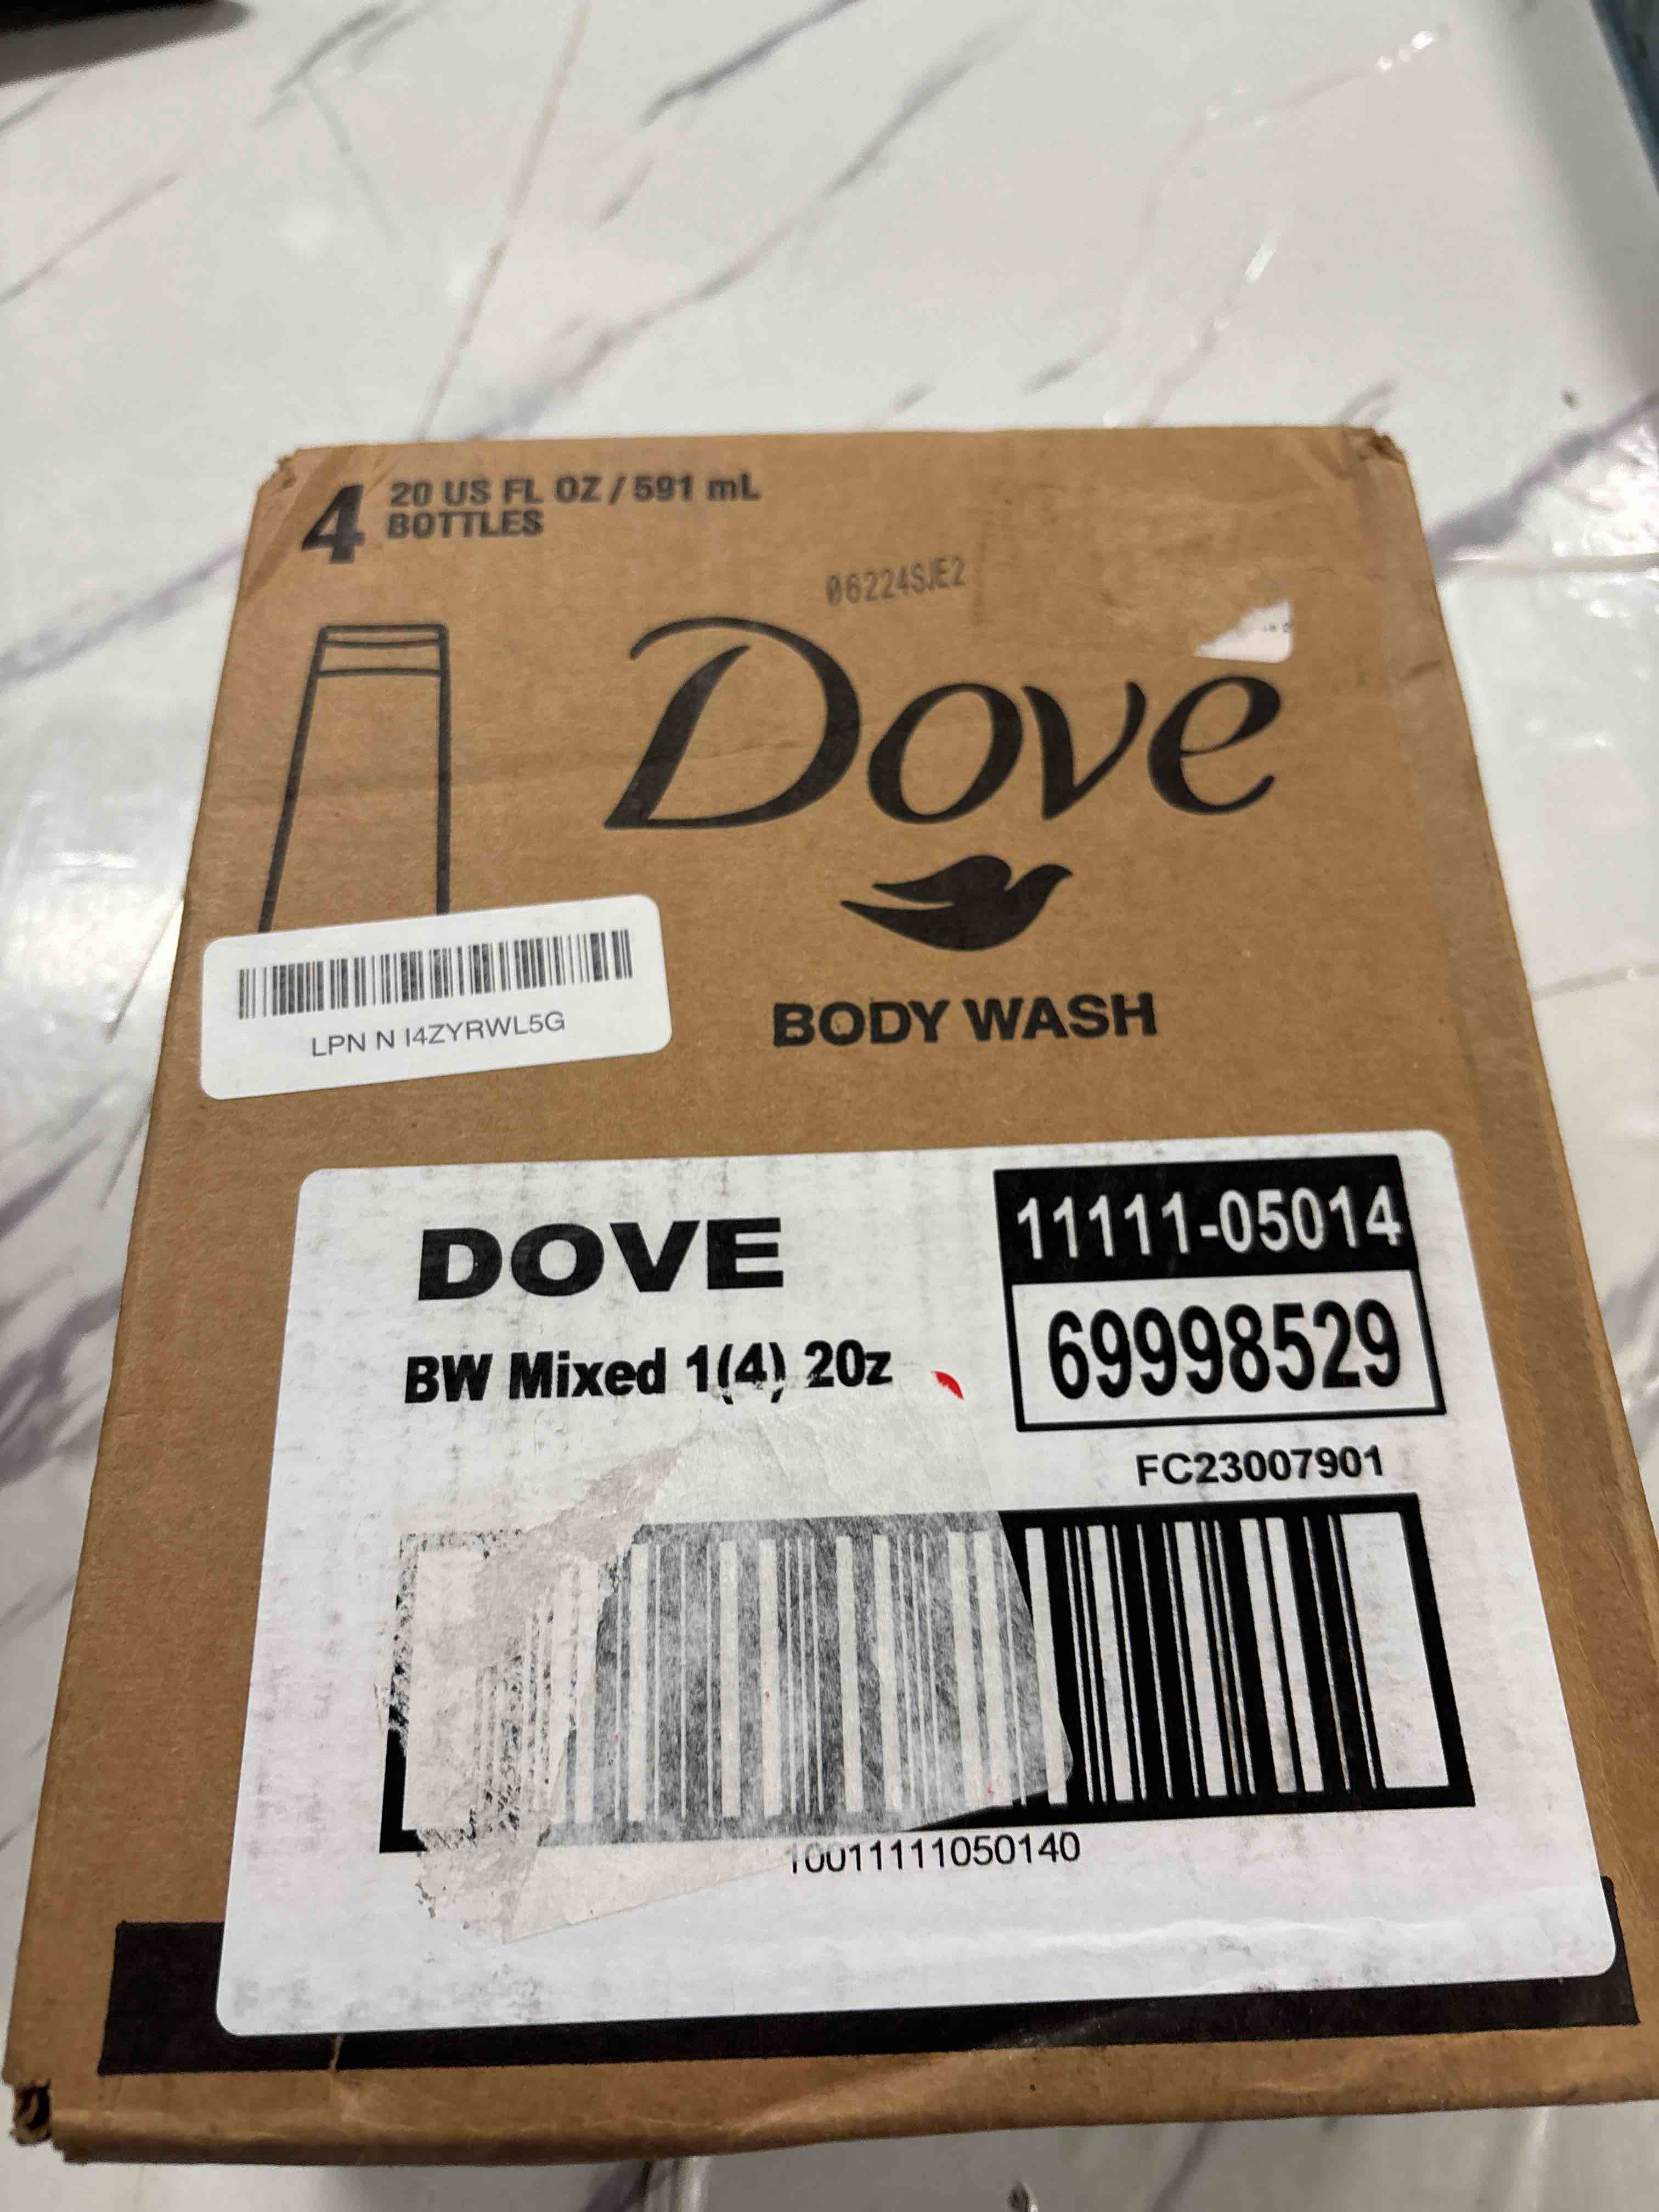 4 20 US FL OZ / 591 mL
BOTTLES
06224SJE2
Dove
BODY WASH
LPN N I4ZYRWL5G
DOVE
11111-05014
BW Mixed 1(4) 20z
69998529
FC23007901
10011111050140